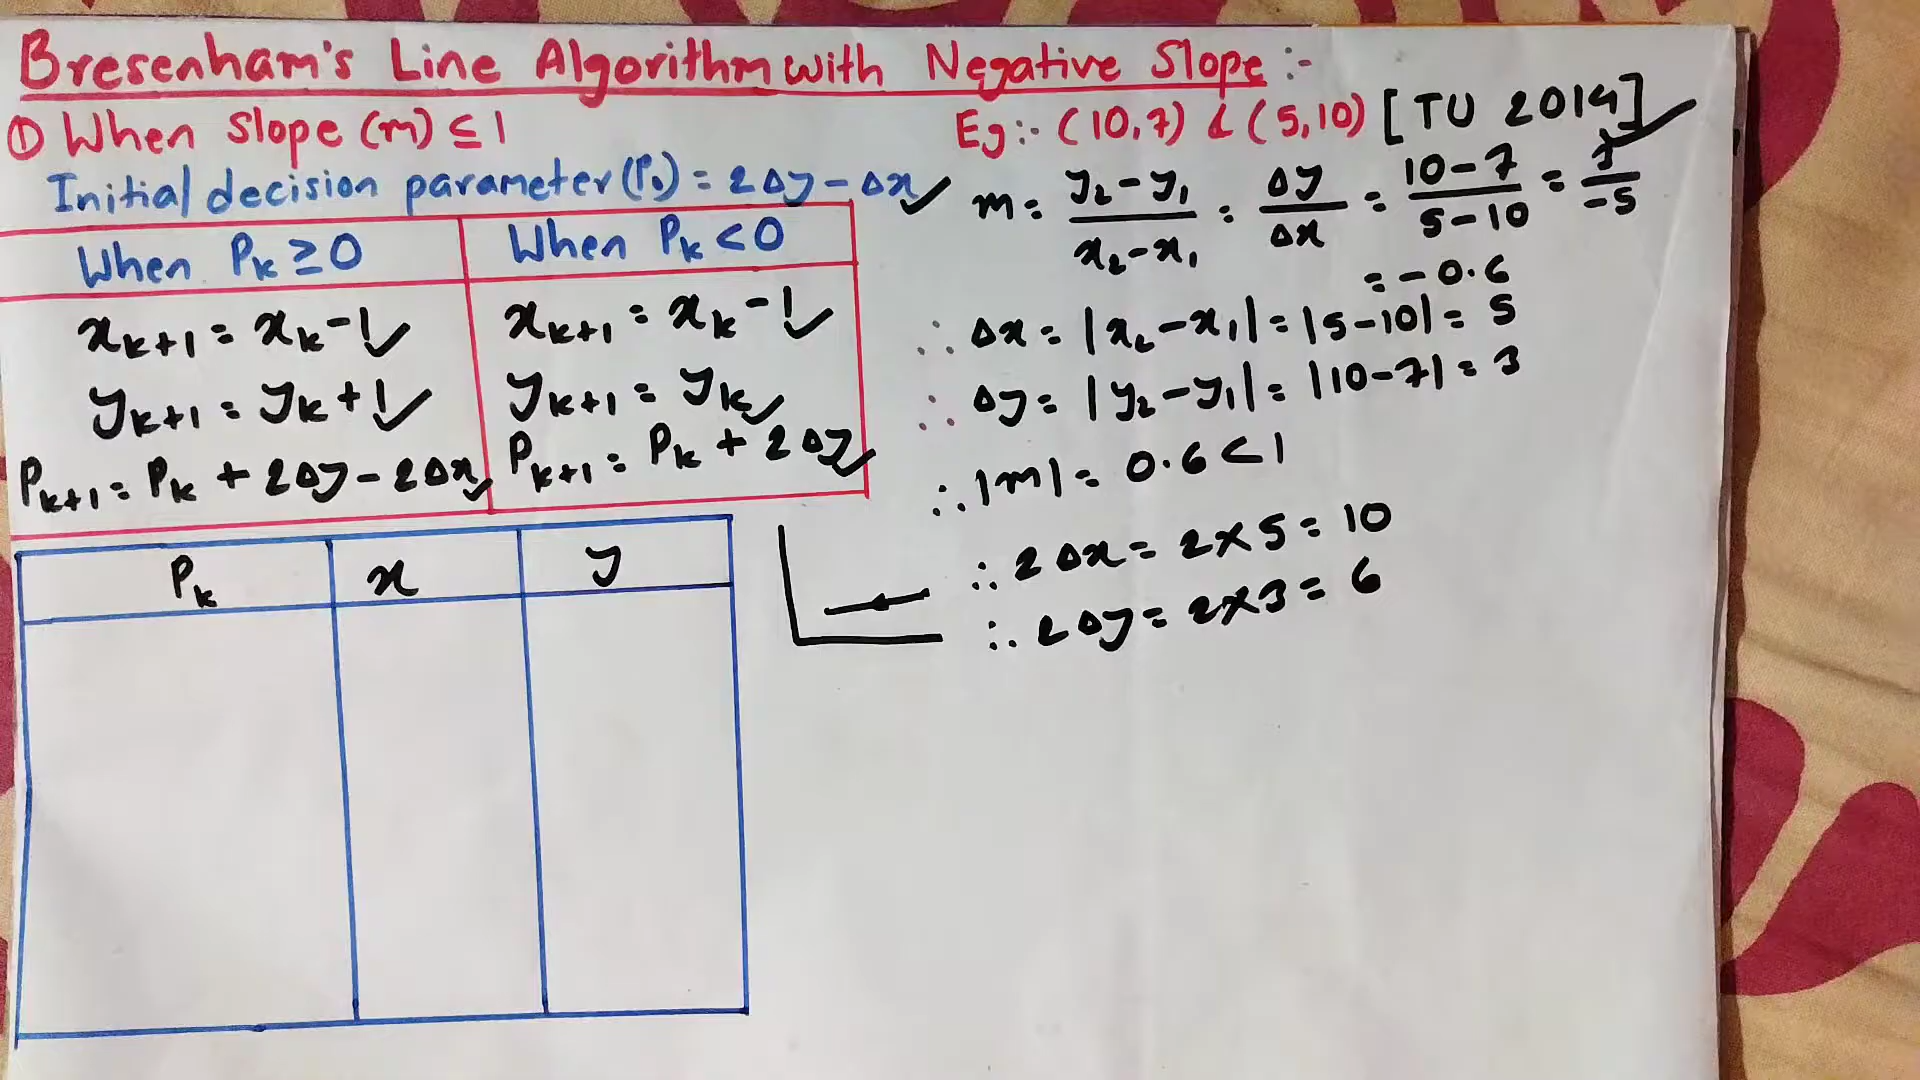 Bresenham's Line Algorithm with Negative Slope :-
① When Slope (m) ≤ 1
Initial decision parameter (P₀) = 2Δy - Δx ✓
When Pk ≥ 0
xk+1 = xk - 1 ✓
yk+1 = yk + 1 ✓
Pk+1 = Pk + 2Δy - 2Δx ✓
When Pk < 0
xk+1 = xk - 1 ✓
yk+1 = yk ✓
Pk+1 = Pk + 2Δy ✓
Pk x y
Eg:- (10,7) & (5,10) [TU 2014] ✓
m = y₂-y₁ / x₂-x₁ = Δy / Δx = 10-7 / 5-10 = 3 / -5
= -0.6
∴ Δx = |x₂-x₁| = |5-10| = 5
∴ Δy = |y₂-y₁| = |10-7| = 3
∴ |m| = 0.6 < 1
∴ 2Δx = 2×5 = 10
∴ 2Δy = 2×3 = 6